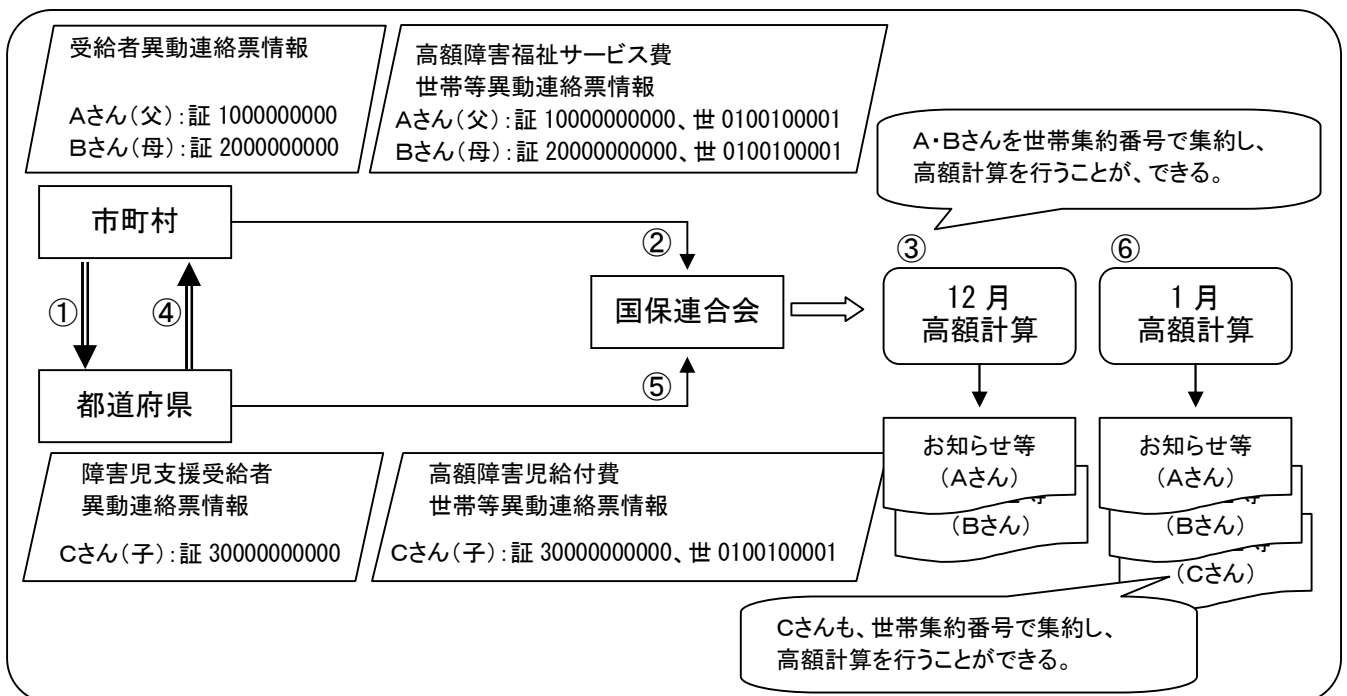 受給者異動連絡票情報
Aさん(父):証 1000000000
Bさん(母):証 2000000000
高額障害福祉サービス費
世帯等異動連絡票情報
Aさん(父):証 10000000000、世 0100100001
Bさん(母):証 20000000000、世 0100100001
A・Bさんを世帯集約番号で集約し、
高額計算を行うことが、できる。
市町村
①
④
②
国保連合会
③
12 月
高額計算
⑥
1 月
高額計算
都道府県
⑤
障害児支援受給者
異動連絡票情報
Cさん(子):証 30000000000
高額障害児給付費
世帯等異動連絡票情報
Cさん(子):証 30000000000、世 0100100001
お知らせ等
(Aさん)
(Bさん)
お知らせ等
(Aさん)
(Bさん)
(Cさん)
Cさんも、世帯集約番号で集約し、
高額計算を行うことができる。